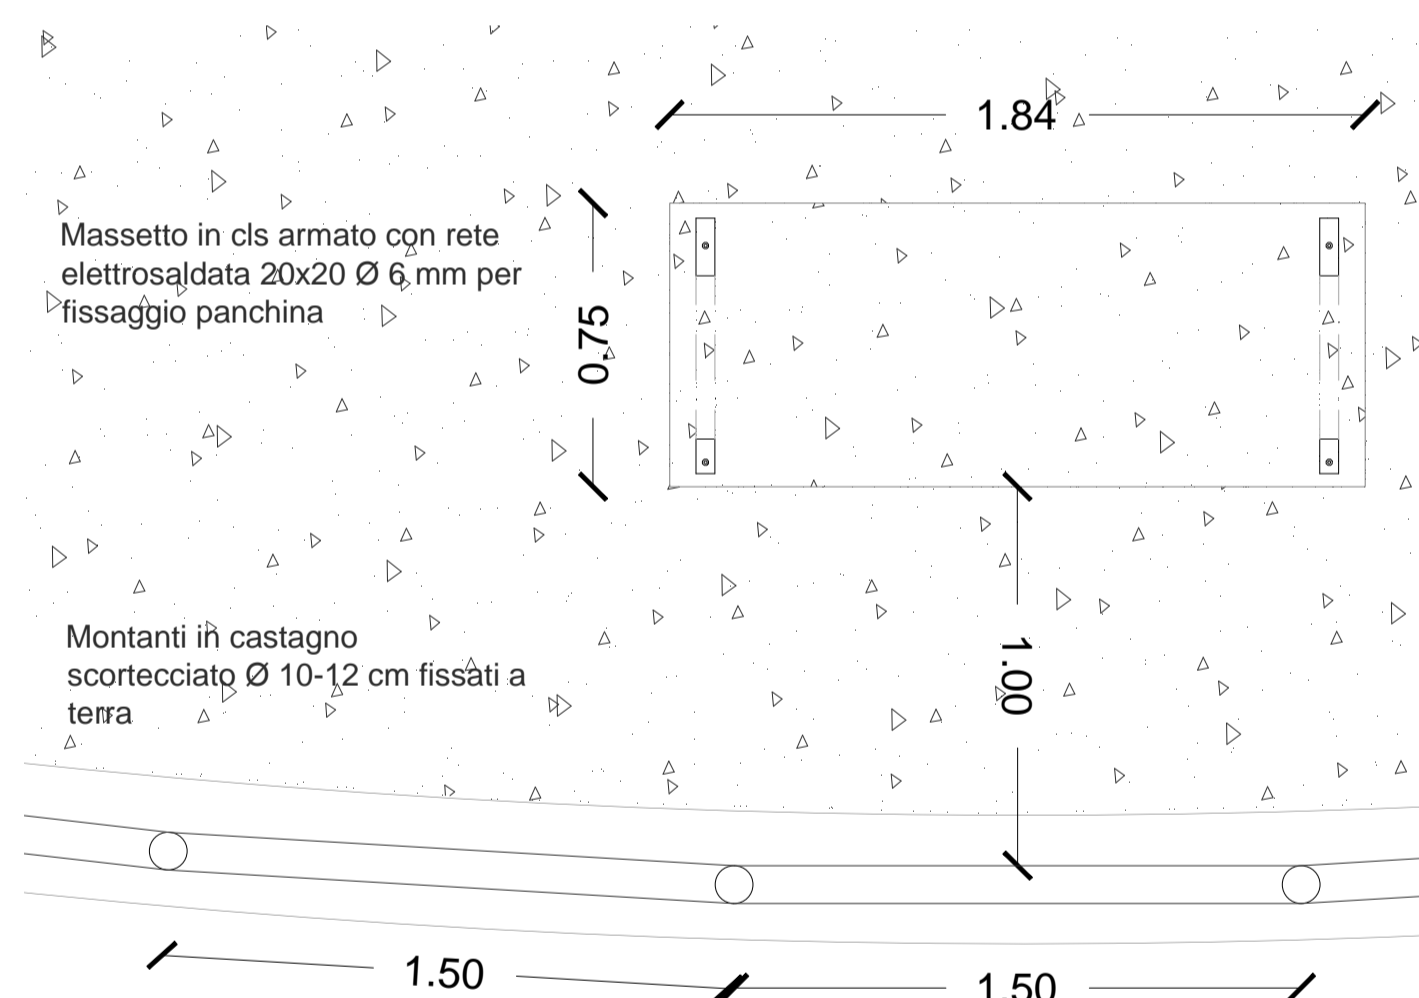 1.84
Massetto in cls armato con rete
elettrosaldata 20x20 Ø 6 mm per
fissaggio panchina
0.75
1.00
Montanti in castagno
scortecciato Ø 10-12 cm fissati a
terra
1.50
1.50